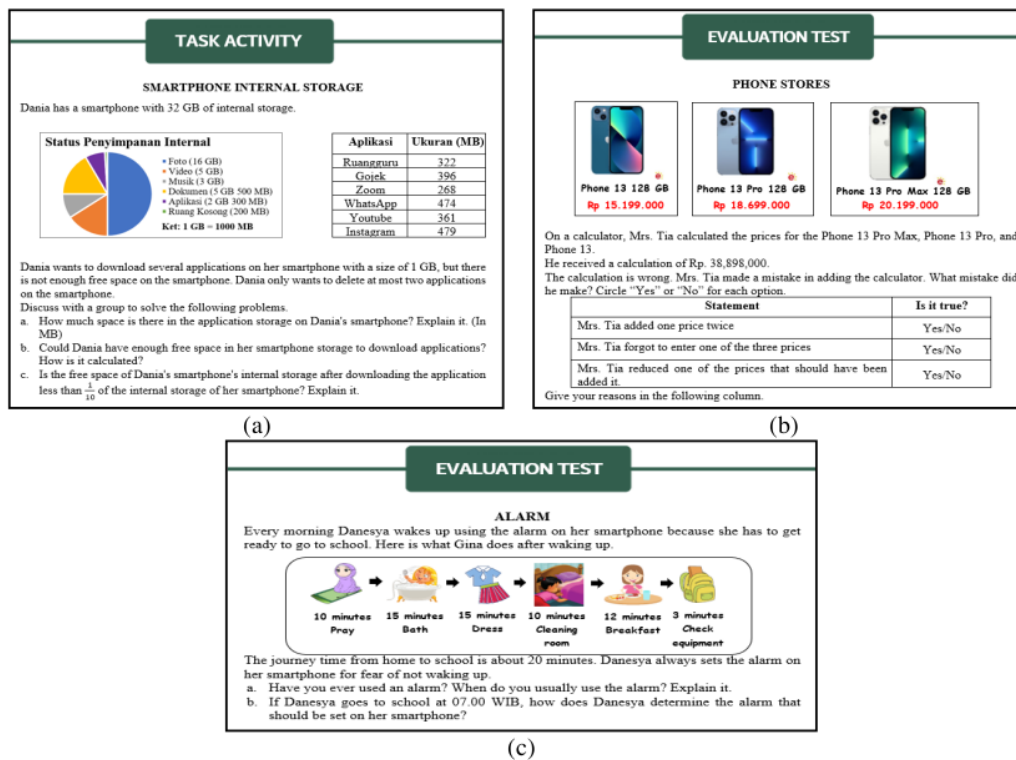 TASK ACTIVITY
SMARTPHONE INTERNAL STORAGE
Dania has a smartphone with 32 GB of internal storage.
Status Penyimpanan Internal
Foto (16 GB)
Video (5 GB)
Musik (3 GB)
Dokumen (5 GB 500 MB)
Aplikasi (2 GB 300 MB)
Ruang Kosong (200 MB)
Ket: 1 GB = 1000 MB
Aplikasi Ukuran (MB)
Ruangguru 322
Gojek 396
Zoom 268
WhatsApp 474
Youtube 361
Instagram 479
Dania wants to download several applications on her smartphone with a size of 1 GB, but there
is not enough free space on the smartphone. Dania only wants to delete at most two applications
on the smartphone.
Discuss with a group to solve the following problems.
a. How much space is there in the application storage on Dania's smartphone? Explain it. (In
MB)
b. Could Dania have enough free space in her smartphone storage to download applications?
How is it calculated?
c. Is the free space of Dania's smartphone's internal storage after downloading the application
less than 1/10 of the internal storage of her smartphone? Explain it.
(a)
EVALUATION TEST
PHONE STORES
Phone 13 128 GB
Rp 15.199.000
Phone 13 Pro 128 GB
Rp 18.699.000
Phone 13 Pro Max 128 GB
Rp 20.199.000
On a calculator, Mrs. Tia calculated the prices for the Phone 13 Pro Max, Phone 13 Pro, and
Phone 13.
He received a calculation of Rp. 38,898,000.
The calculation is wrong. Mrs. Tia made a mistake in adding the calculator. What mistake did
he make? Circle “Yes” or “No” for each option.
Statement Is it true?
Mrs. Tia added one price twice Yes/No
Mrs. Tia forgot to enter one of the three prices Yes/No
Mrs. Tia reduced one of the prices that should have been
added it. Yes/No
Give your reasons in the following column.
(b)
EVALUATION TEST
ALARM
Every morning Danesya wakes up using the alarm on her smartphone because she has to get
ready to go to school. Here is what Gina does after waking up.
10 minutes
Pray
15 minutes
Bath
15 minutes
Dress
10 minutes
Cleaning
room
12 minutes
Breakfast
3 minutes
Check
equipment
The journey time from home to school is about 20 minutes. Danesya always sets the alarm on
her smartphone for fear of not waking up.
a. Have you ever used an alarm? When do you usually use the alarm? Explain it.
b. If Danesya goes to school at 07.00 WIB, how does Danesya determine the alarm that
should be set on her smartphone?
(c)